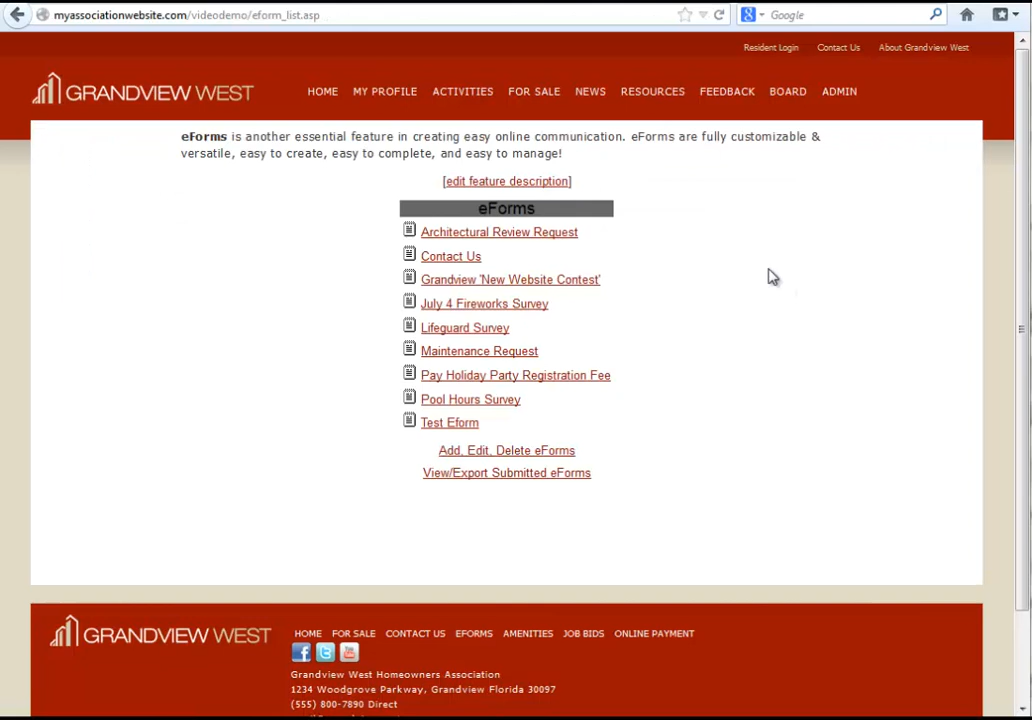 myassociationwebsite.com/videodemo/eform_list.asp
Google
Resident Login Contact Us About Grandview West
GRANDVIEW WEST
HOME MY PROFILE ACTIVITIES FOR SALE NEWS RESOURCES FEEDBACK BOARD ADMIN
eForms is another essential feature in creating easy online communication. eForms are fully customizable &
versatile, easy to create, easy to complete, and easy to manage!
[edit feature description]
eForms
Architectural Review Request
Contact Us
Grandview 'New Website Contest'
July 4 Fireworks Survey
Lifeguard Survey
Maintenance Request
Pay Holiday Party Registration Fee
Pool Hours Survey
Test Eform
Add, Edit, Delete eForms
View/Export Submitted eForms
GRANDVIEW WEST
HOME FOR SALE CONTACT US EFORMS AMENITIES JOB BIDS ONLINE PAYMENT
Grandview West Homeowners Association
1234 Woodgrove Parkway, Grandview Florida 30097
(555) 800-7890 Direct